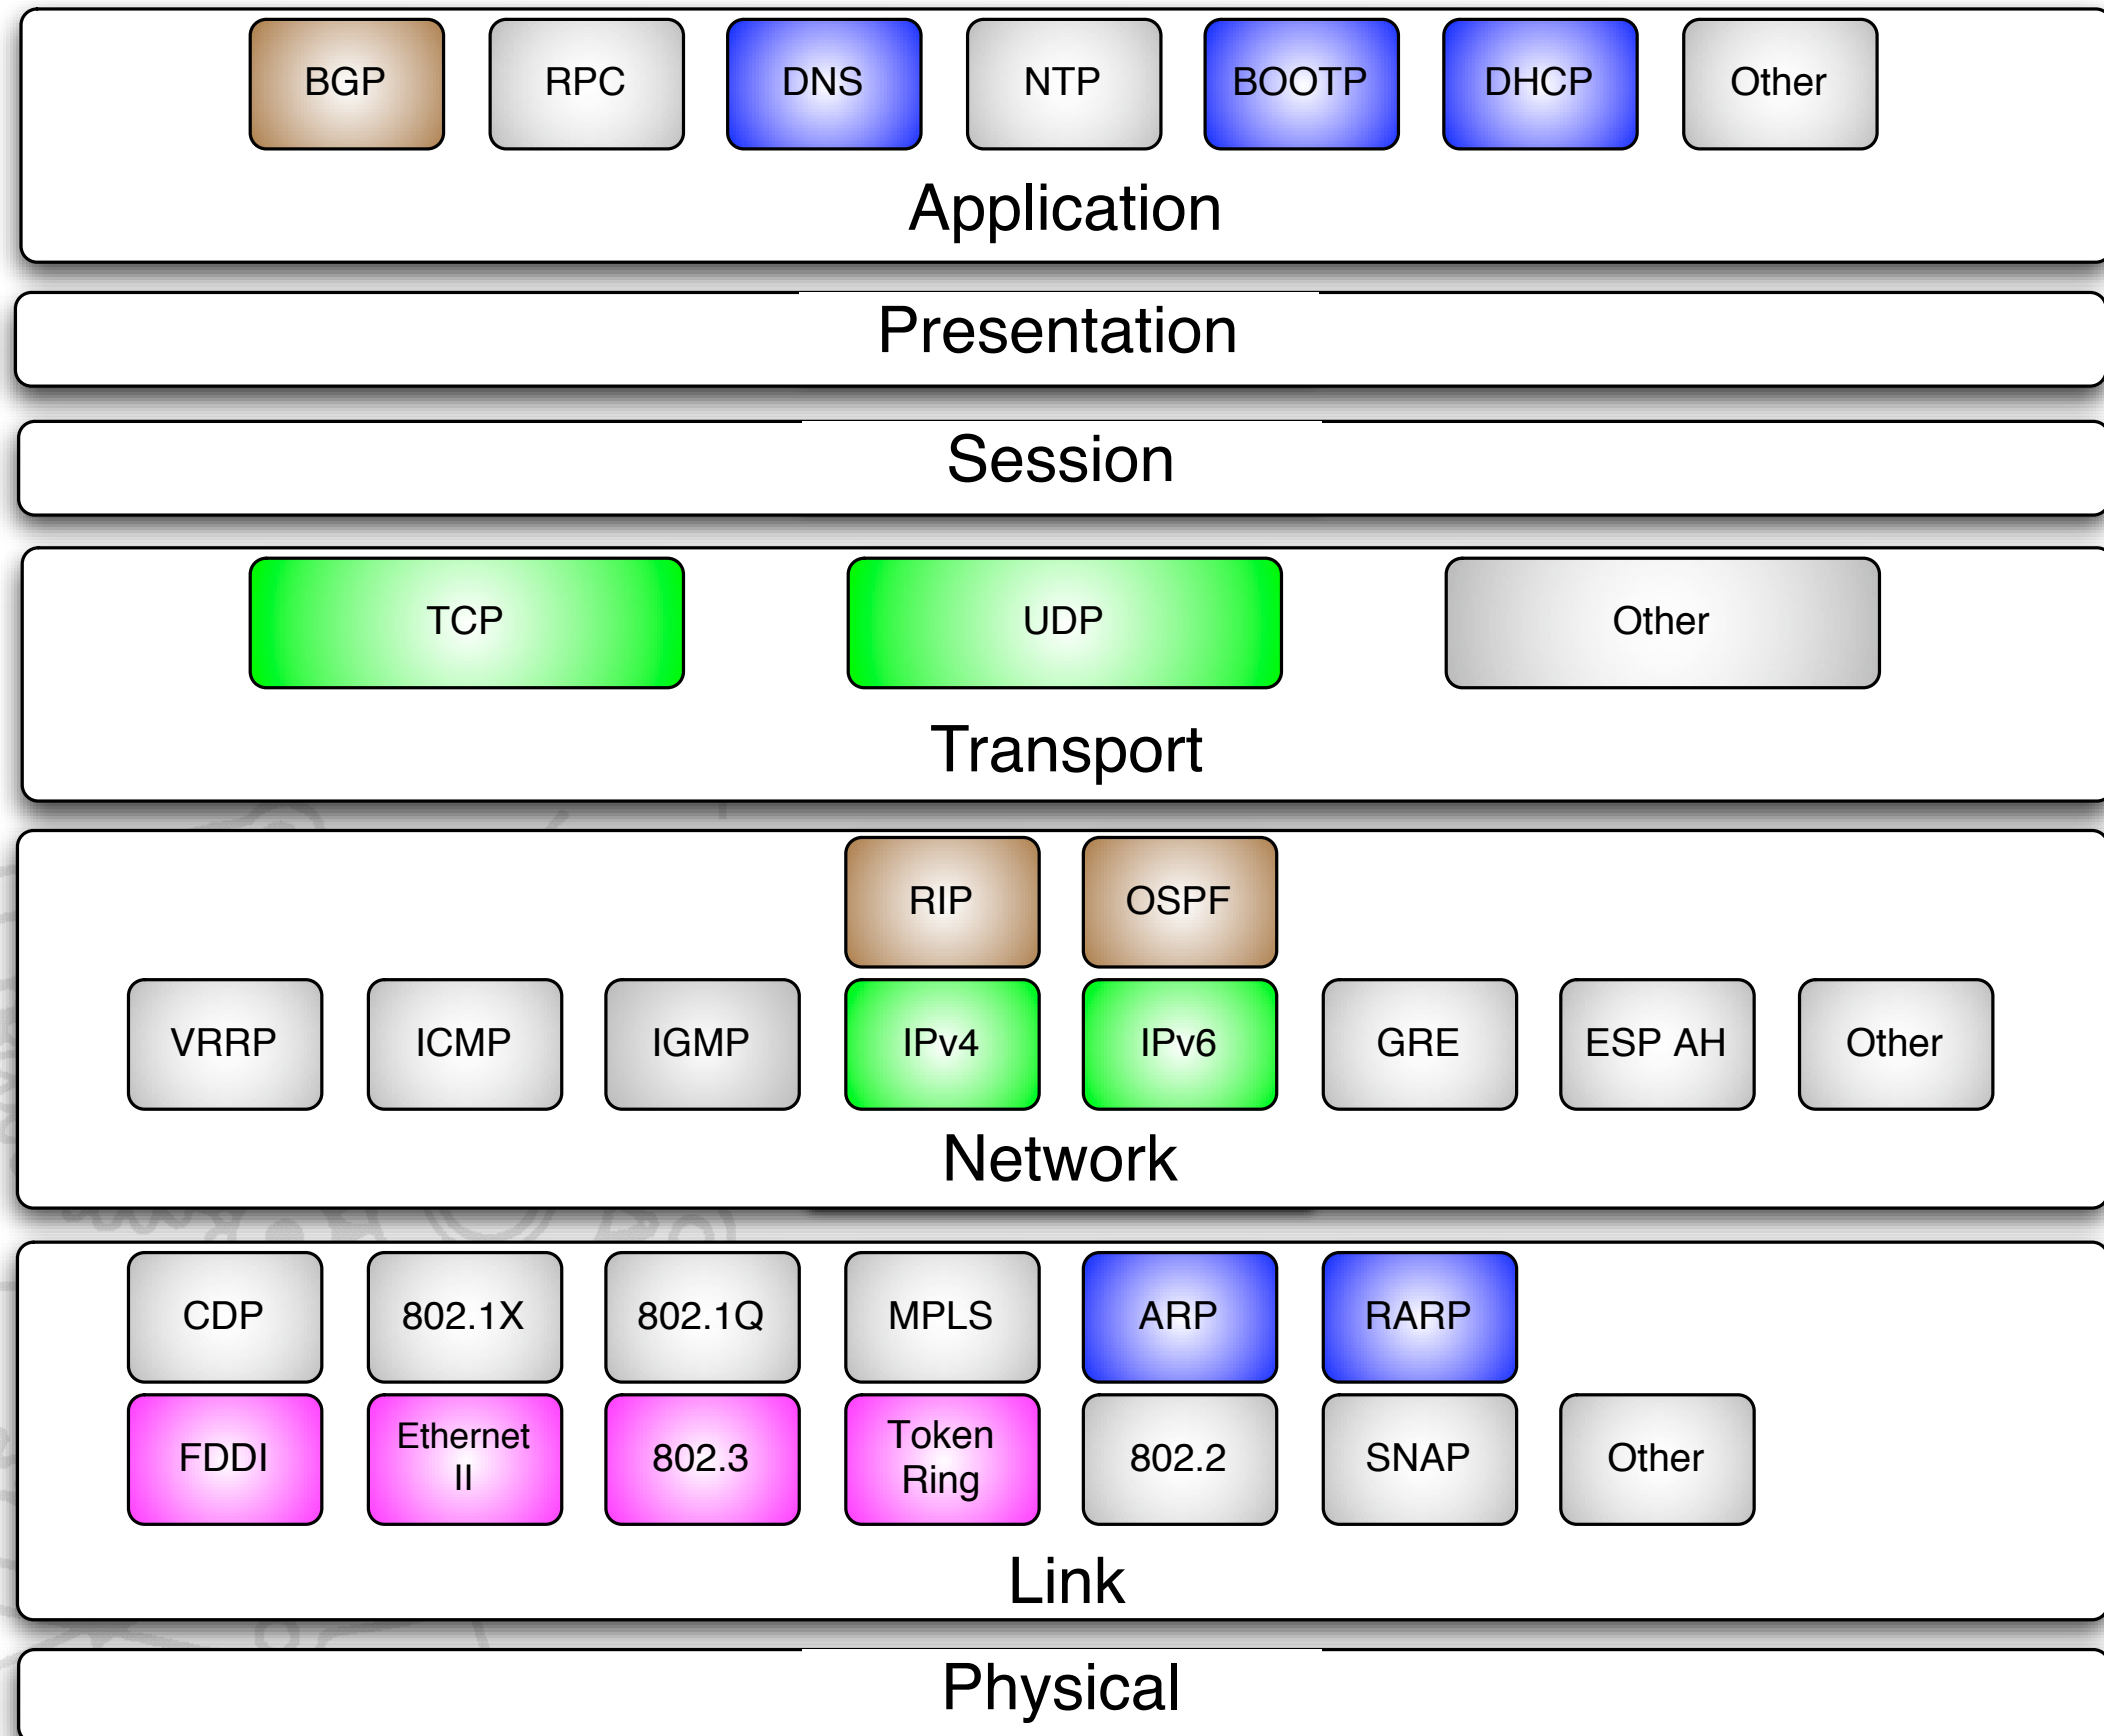 BGP RPC DNS NTP BOOTP DHCP Other
Application
Presentation
Session
TCP UDP Other
Transport
RIP OSPF
VRRP ICMP IGMP IPv4 IPv6 GRE ESP AH Other
Network
CDP 802.1X 802.1Q MPLS ARP RARP
FDDI Ethernet II 802.3 Token Ring 802.2 SNAP Other
Link
Physical